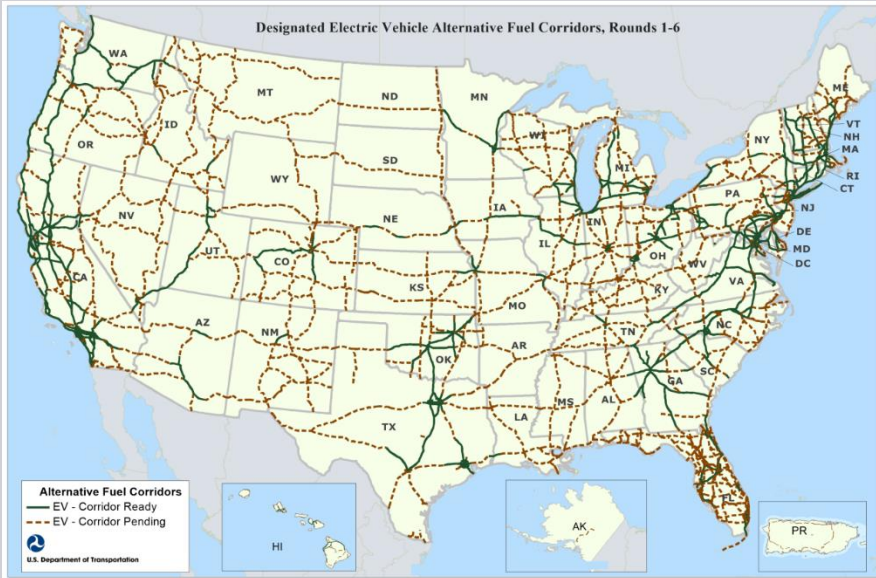 Designated Electric Vehicle Alternative Fuel Corridors, Rounds 1-6
WA
MT
ND
MN
ME
OR
ID
WI
MI
NY
VT
NH
MA
RI
CT
WY
SD
NV
UT
NE
IA
IL
IN
OH
PA
NJ
DE
MD
DC
WV
VA
CA
CO
KS
MO
KY
AZ
NM
OK
AR
TN
NC
SC
TX
LA
MS
AL
GA
FL
Alternative Fuel Corridors
EV - Corridor Ready
EV - Corridor Pending
U.S. Department of Transportation
HI
AK
PR